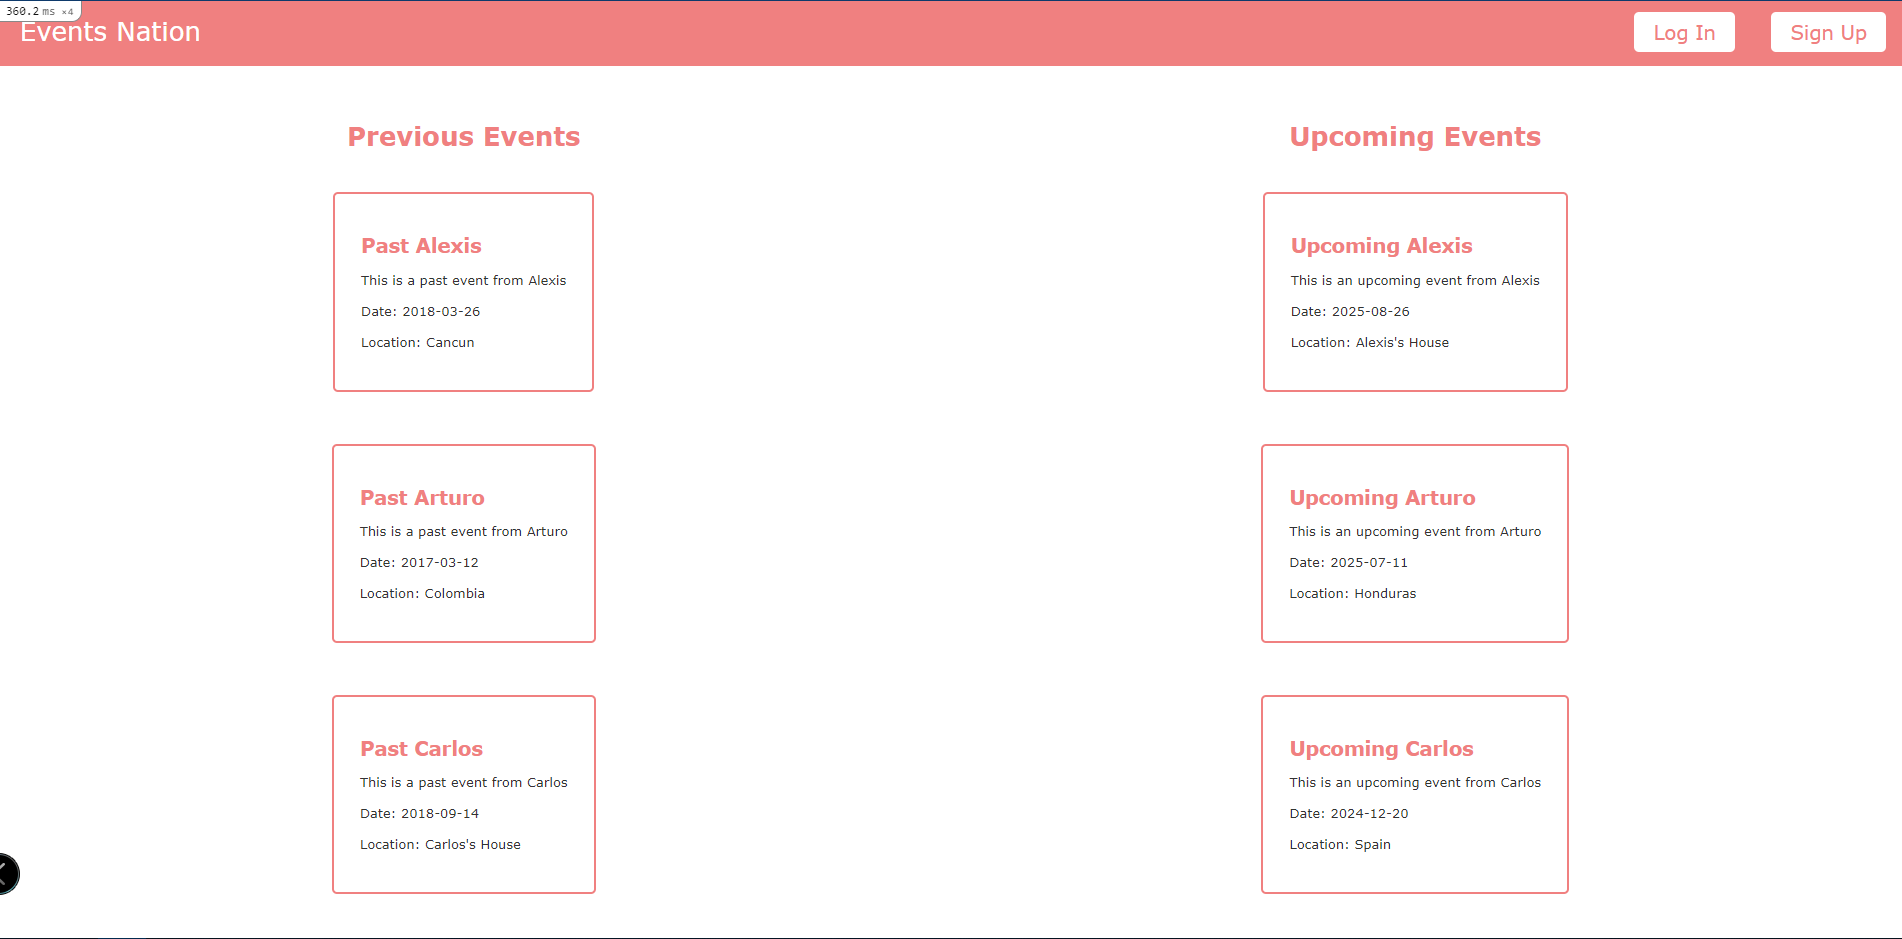 360.2 ms ×4
Events Nation
Log In
Sign Up
Previous Events
Past Alexis
This is a past event from Alexis
Date: 2018-03-26
Location: Cancun
Past Arturo
This is a past event from Arturo
Date: 2017-03-12
Location: Colombia
Past Carlos
This is a past event from Carlos
Date: 2018-09-14
Location: Carlos's House
Upcoming Events
Upcoming Alexis
This is an upcoming event from Alexis
Date: 2025-08-26
Location: Alexis's House
Upcoming Arturo
This is an upcoming event from Arturo
Date: 2025-07-11
Location: Honduras
Upcoming Carlos
This is an upcoming event from Carlos
Date: 2024-12-20
Location: Spain